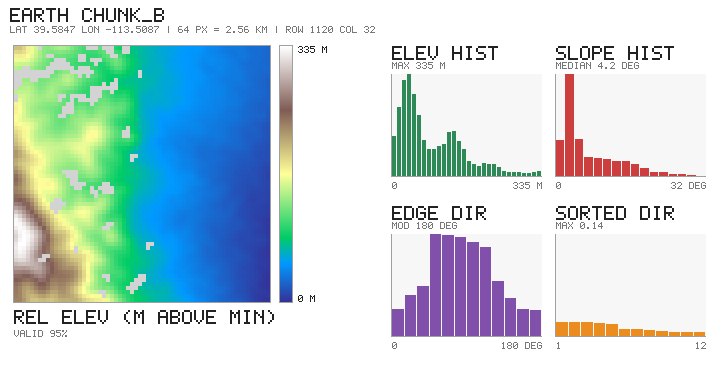 EARTH CHUNK_B
LAT 39.5847 LON -113.5087 | 64 PX = 2.56 KM | ROW 1120 COL 32
335 M
0 M
REL ELEV (M ABOVE MIN)
VALID 95%
ELEV HIST
MAX 335 M
0 335 M
SLOPE HIST
MEDIAN 4.2 DEG
0 32 DEG
EDGE DIR
MOD 180 DEG
0 180 DEG
SORTED DIR
MAX 0.14
1 12